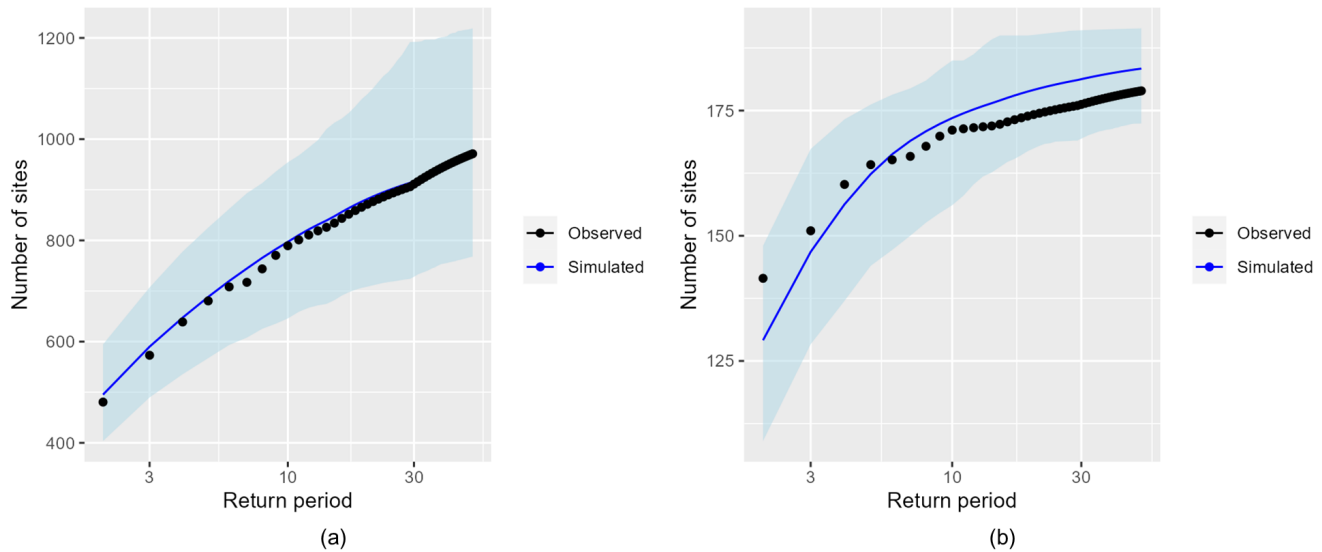 1200
1000
800
600
400
Number of sites
3
10
30
Return period
(a)
Observed
Simulated
175
150
125
Number of sites
3
10
30
Return period
(b)
Observed
Simulated